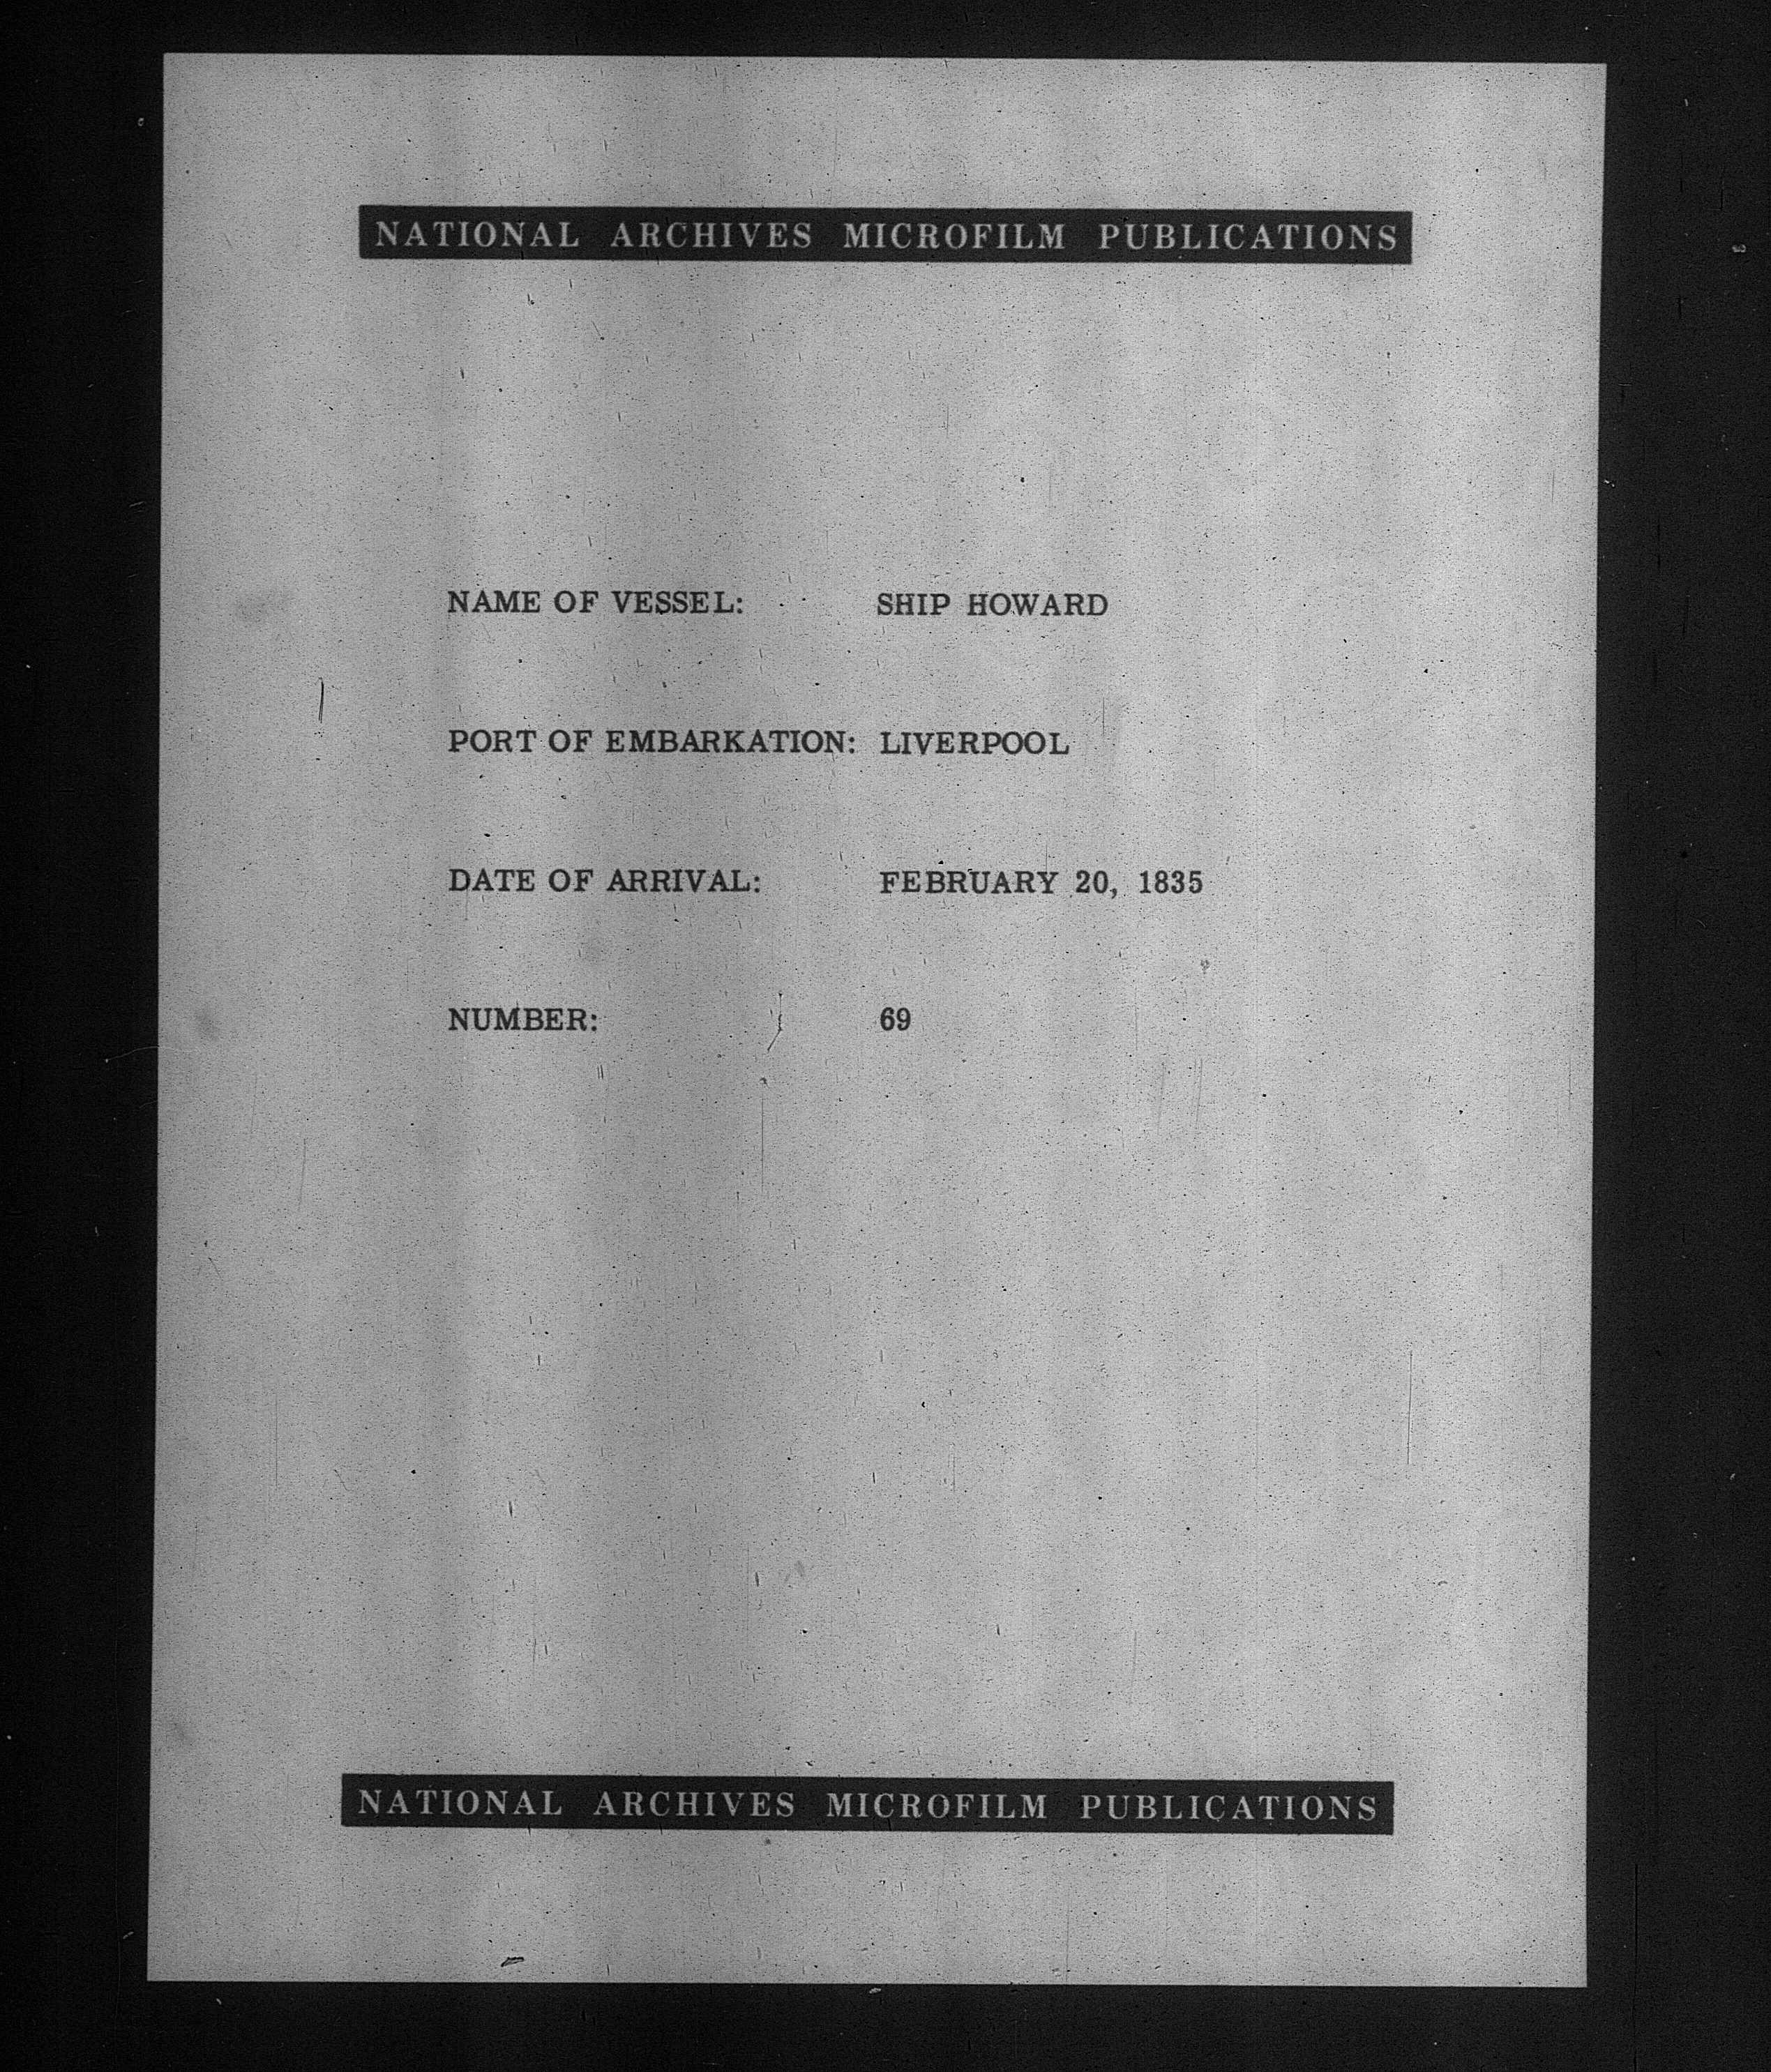 NATIONAL ARCHIVES MICROFILM PUBLICATIONS
NAME OF VESSEL: SHIP HOWARD
PORT OF EMBARKATION: LIVERPOOL
DATE OF ARRIVAL: FEBRUARY 20, 1835
NUMBER: 69
NATIONAL ARCHIVES MICROFILM PUBLICATIONS